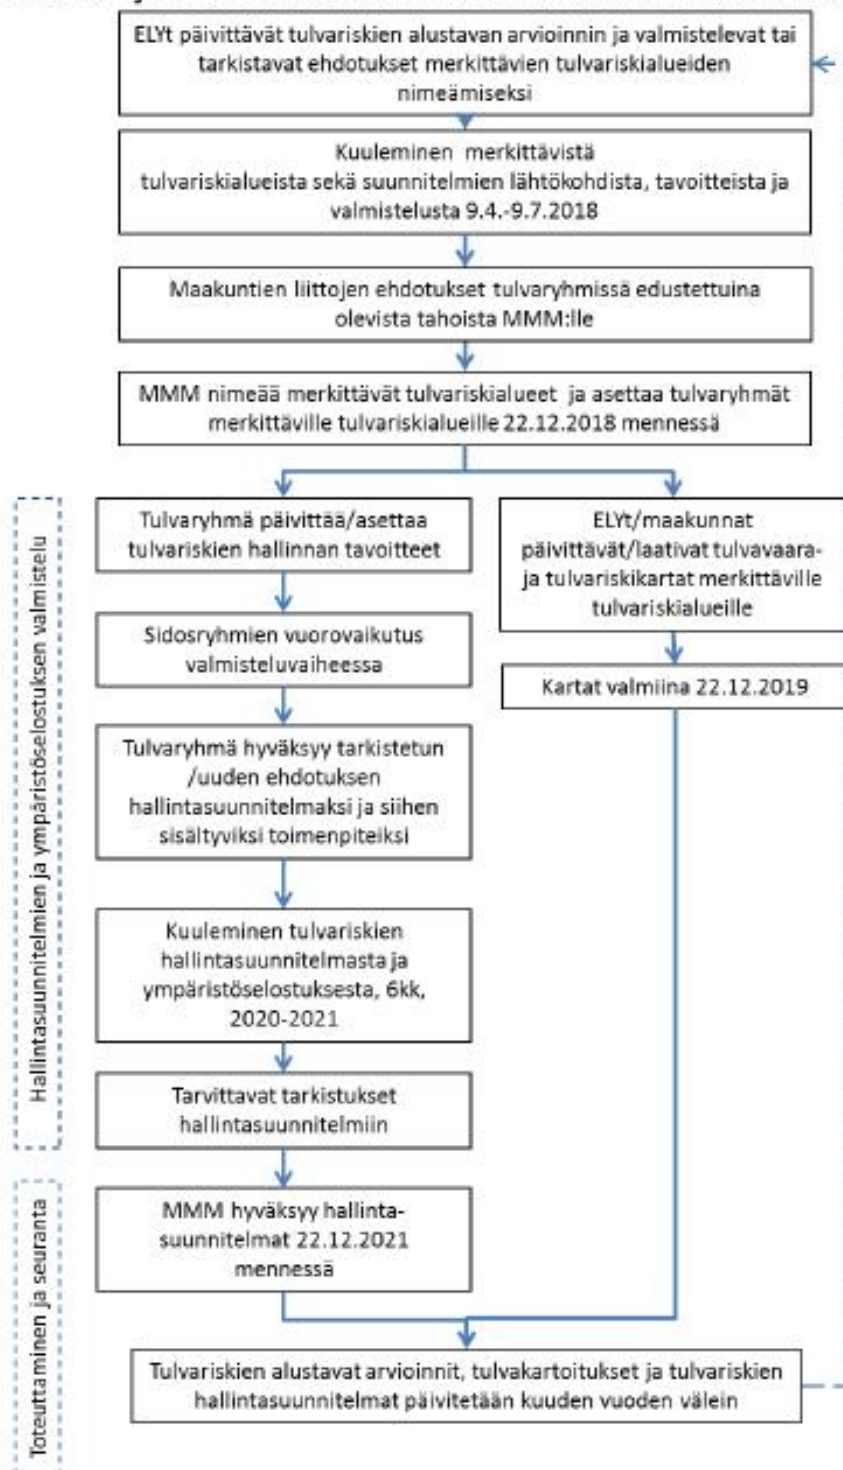 ELYt päivittävät tulvariskien alustavan arvioinnin ja valmistelevat tai
tarkistavat ehdotukset merkittävien tulvariskialueiden
nimeämiseksi
Kuuleminen merkittävistä
tulvariskialueista sekä suunnitelmien lähtökohdista, tavoitteista ja
valmistelusta 9.4.-9.7.2018
Maakuntien liittojen ehdotukset tulvaryhmissä edustettuina
olevista tahoista MMM:lle
MMM nimeää merkittävät tulvariskialueet ja asettaa tulvaryhmät
merkittäville tulvariskialueille 22.12.2018 mennessä
Hallintasuunnitelmien ja ympäristöselostuksen valmistelu
Tulvaryhmä päivittää/asettaa
tulvariskien hallinnan tavoitteet
Sidosryhmien vuorovaikutus
valmisteluvaiheessa
Tulvaryhmä hyväksyy tarkistetun
/uuden ehdotuksen
hallintasuunnitelmaksi ja siihen
sisältyviksi toimenpiteiksi
Kuuleminen tulvariskien
hallintasuunnitelmasta ja
ympäristöselostuksesta, 6kk,
2020-2021
Tarvittavat tarkistukset
hallintasuunnitelmiin
ELYt/maakunnat
päivittävät/laativat tulvavaara-
ja tulvariskikartat merkittäville
tulvariskialueille
Kartat valmiina 22.12.2019
Toteuttaminen ja seuranta
MMM hyväksyy hallinta-
suunnitelmat 22.12.2021
mennessä
Tulvariskien alustavat arvioinnit, tulvakartoitukset ja tulvariskien
hallintasuunnitelmat päivitetään kuuden vuoden välein